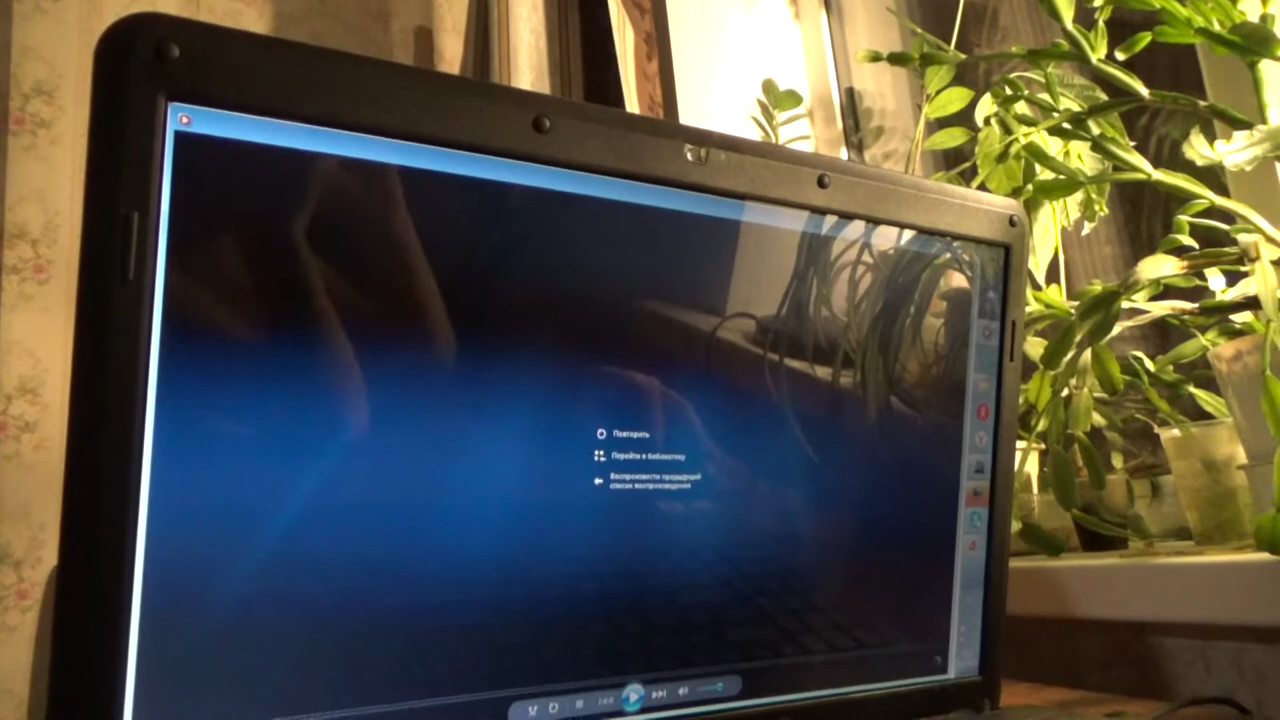 Повторить
Перейти в библиотеку
Воспроизвести предыдущий
список воспроизведения